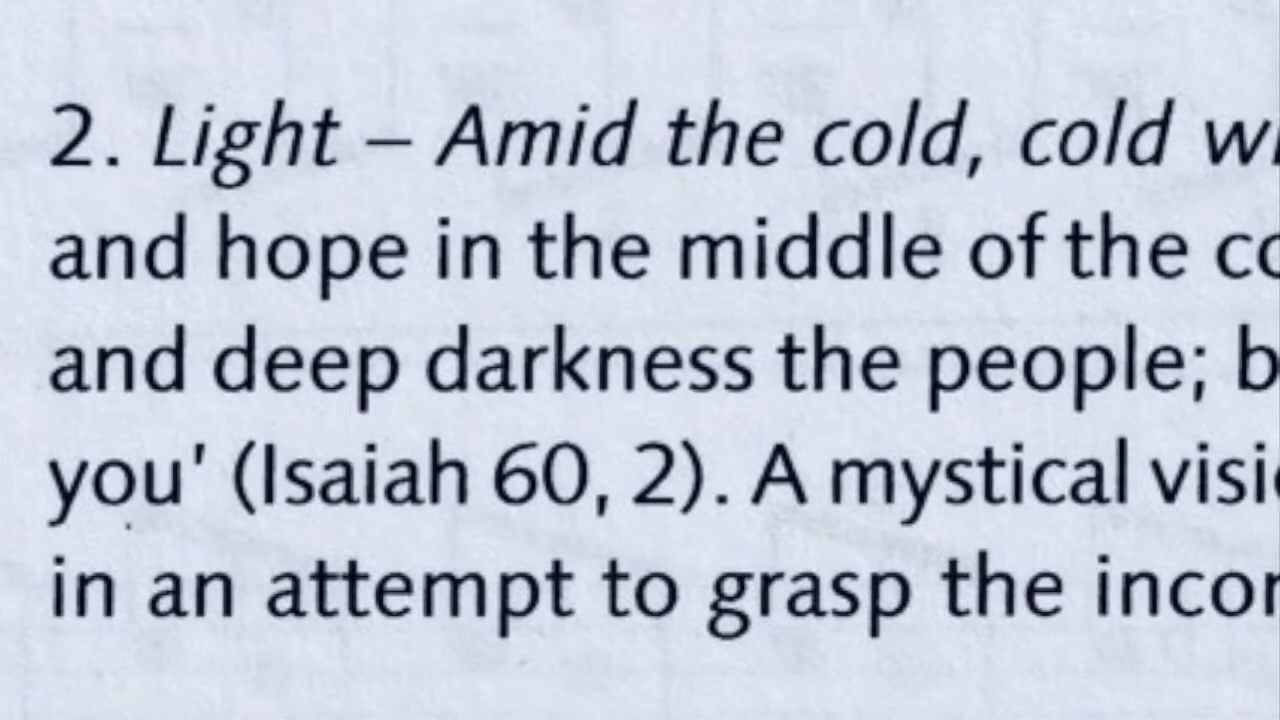 2. Light – Amid the cold, cold
and hope in the middle of the
and deep darkness the people;
you' (Isaiah 60, 2). A mystical
in an attempt to grasp the